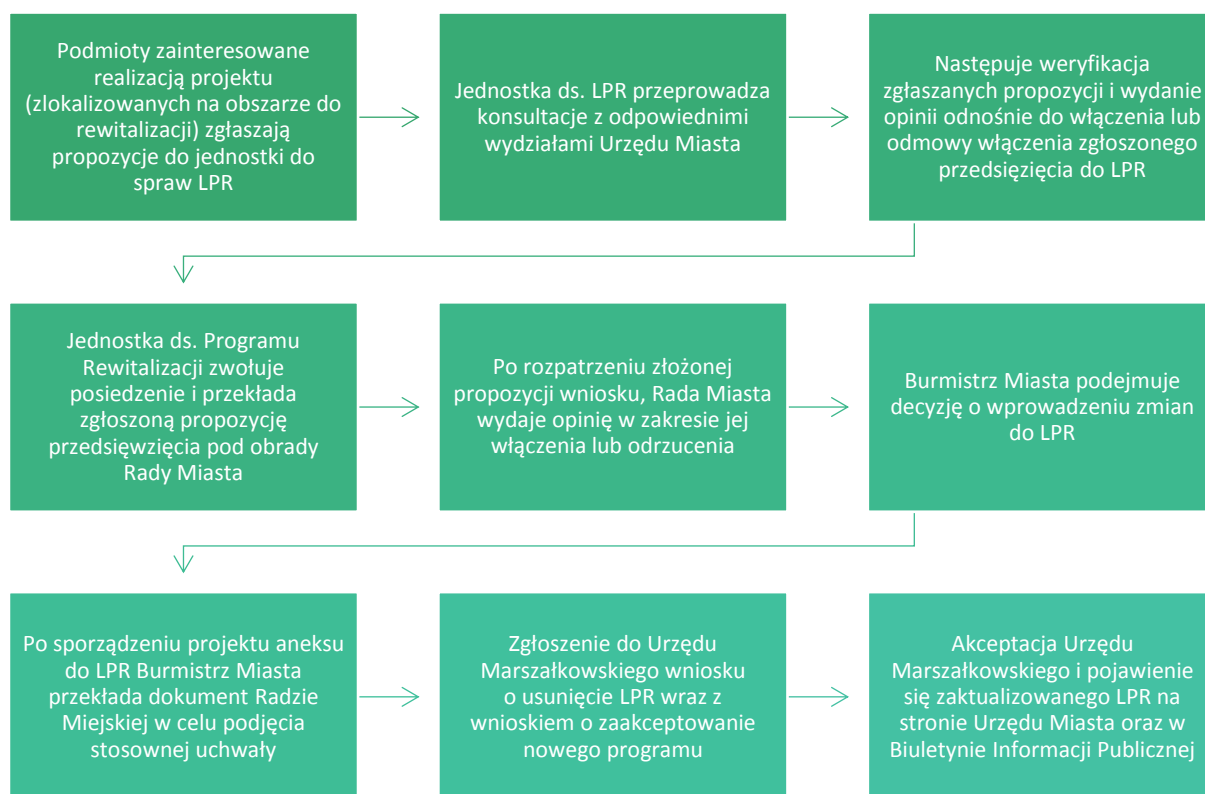 Podmioty zainteresowane
realizacją projektu
(zlokalizowanych na obszarze do
rewitalizacji) zgłaszają
propozycje do jednostki do
spraw LPR
Jednostka ds. LPR przeprowadza
konsultacje z odpowiednimi
wydziałami Urzędu Miasta
Następuje weryfikacja
zgłaszanych propozycji i wydanie
opinii odnośnie do włączenia lub
odmowy włączenia zgłoszonego
przedsięzięcia do LPR
Jednostka ds. Programu
Rewitalizacji zwołuje
posiedzenie i przekłada
zgłoszoną propozycję
przedsięwzięcia pod obrady
Rady Miasta
Po rozpatrzeniu złożonej
propozycji wniosku, Rada Miasta
wydaje opinię w zakresie jej
włączenia lub odrzucenia
Burmistrz Miasta podejmuje
decyzję o wprowadzeniu zmian
do LPR
Po sporządzeniu projektu aneksu
do LPR Burmistrz Miasta
przekłada dokument Radzie
Miejskiej w celu podjęcia
stosownej uchwały
Zgłoszenie do Urzędu
Marszałkowskiego wniosku
o usunięcie LPR wraz z
wnioskiem o zaakceptowanie
nowego programu
Akceptacja Urzędu
Marszałkowskiego i pojawienie
się zaktualizowanego LPR na
stronie Urzędu Miasta oraz w
Biuletynie Informacji Publicznej